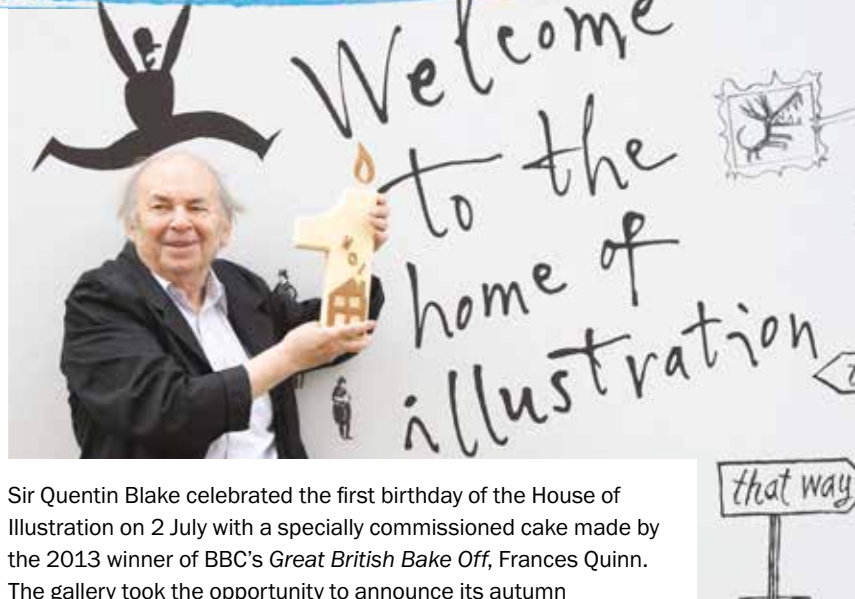 Welcome
to the
home of
illustration
that way
Sir Quentin Blake celebrated the first birthday of the House of
Illustration on 2 July with a specially commissioned cake made by
the 2013 winner of BBC's Great British Bake Off, Frances Quinn.
The gallery took the opportunity to announce its autumn